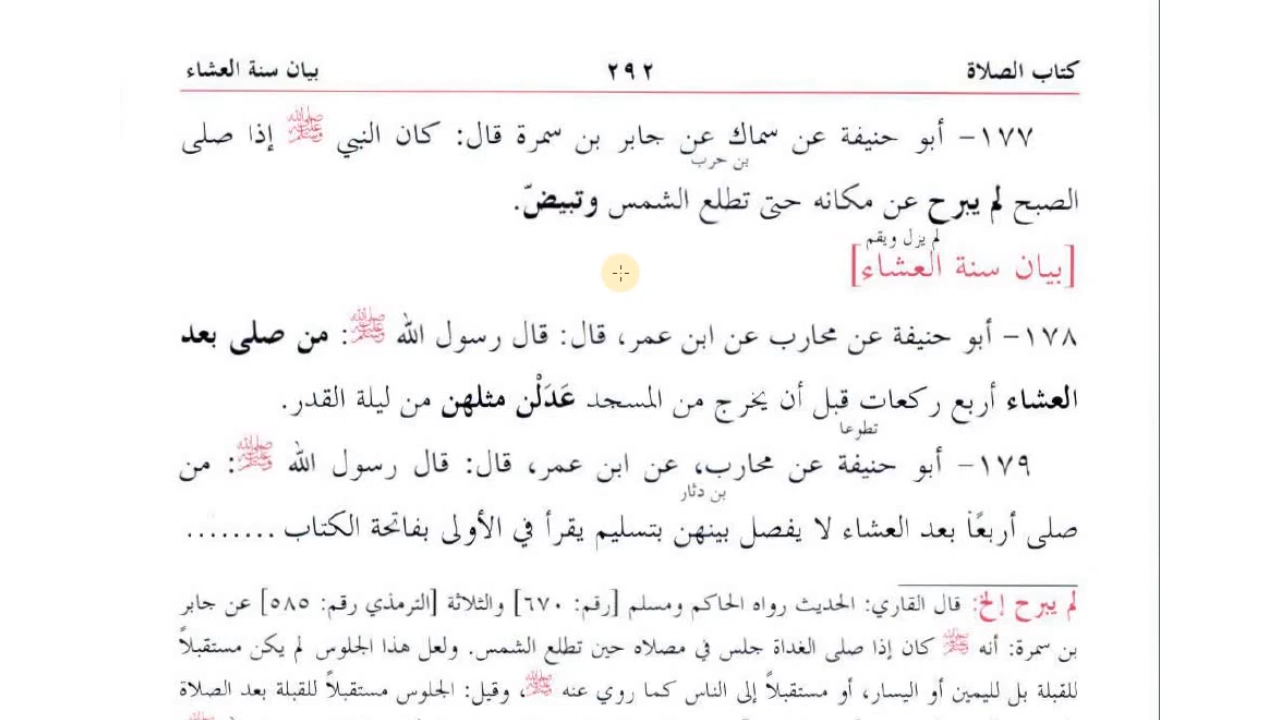 كتاب الصلاة ٢٩٢ بيان سنة العشاء
١٧٧- أبو حنيفة عن سماك عن جابر بن سمرة قال: كان النبي ﷺ إذا صلى
بن حرب
الصبح لم يبرح عن مكانه حتى تطلع الشمس وتبيضّ.
لم يزل ويقم
[بيان سنة العشاء]
١٧٨- أبو حنيفة عن محارب عن ابن عمر، قال: قال رسول الله ﷺ: من صلى بعد
العشاء أربع ركعات قبل أن يخرج من المسجد عَدَلْن مثلهن من ليلة القدر.
تطوعا
١٧٩- أبو حنيفة عن محارب، عن ابن عمر، قال: قال رسول الله ﷺ: من
بن دثار
صلى أربعًا بعد العشاء لا يفصل بينهن بتسليم يقرأ في الأولى بفاتحة الكتاب ........
لم يبرح إلخ: قال القاري: الحديث رواه الحاكم ومسلم [رقم: ٦٧٠] والثلاثة [الترمذي رقم: ٥٨٥] عن جابر
بن سمرة: أنه ﷺ كان إذا صلى الغداة جلس في مصلاه حين تطلع الشمس. ولعل هذا الجلوس لم يكن مستقبلاً
للقبلة بل لليمين أو اليسار، أو مستقبلاً إلى الناس كما روي عنه ﷺ، وقيل: الجلوس مستقبلاً للقبلة بعد الصلاة